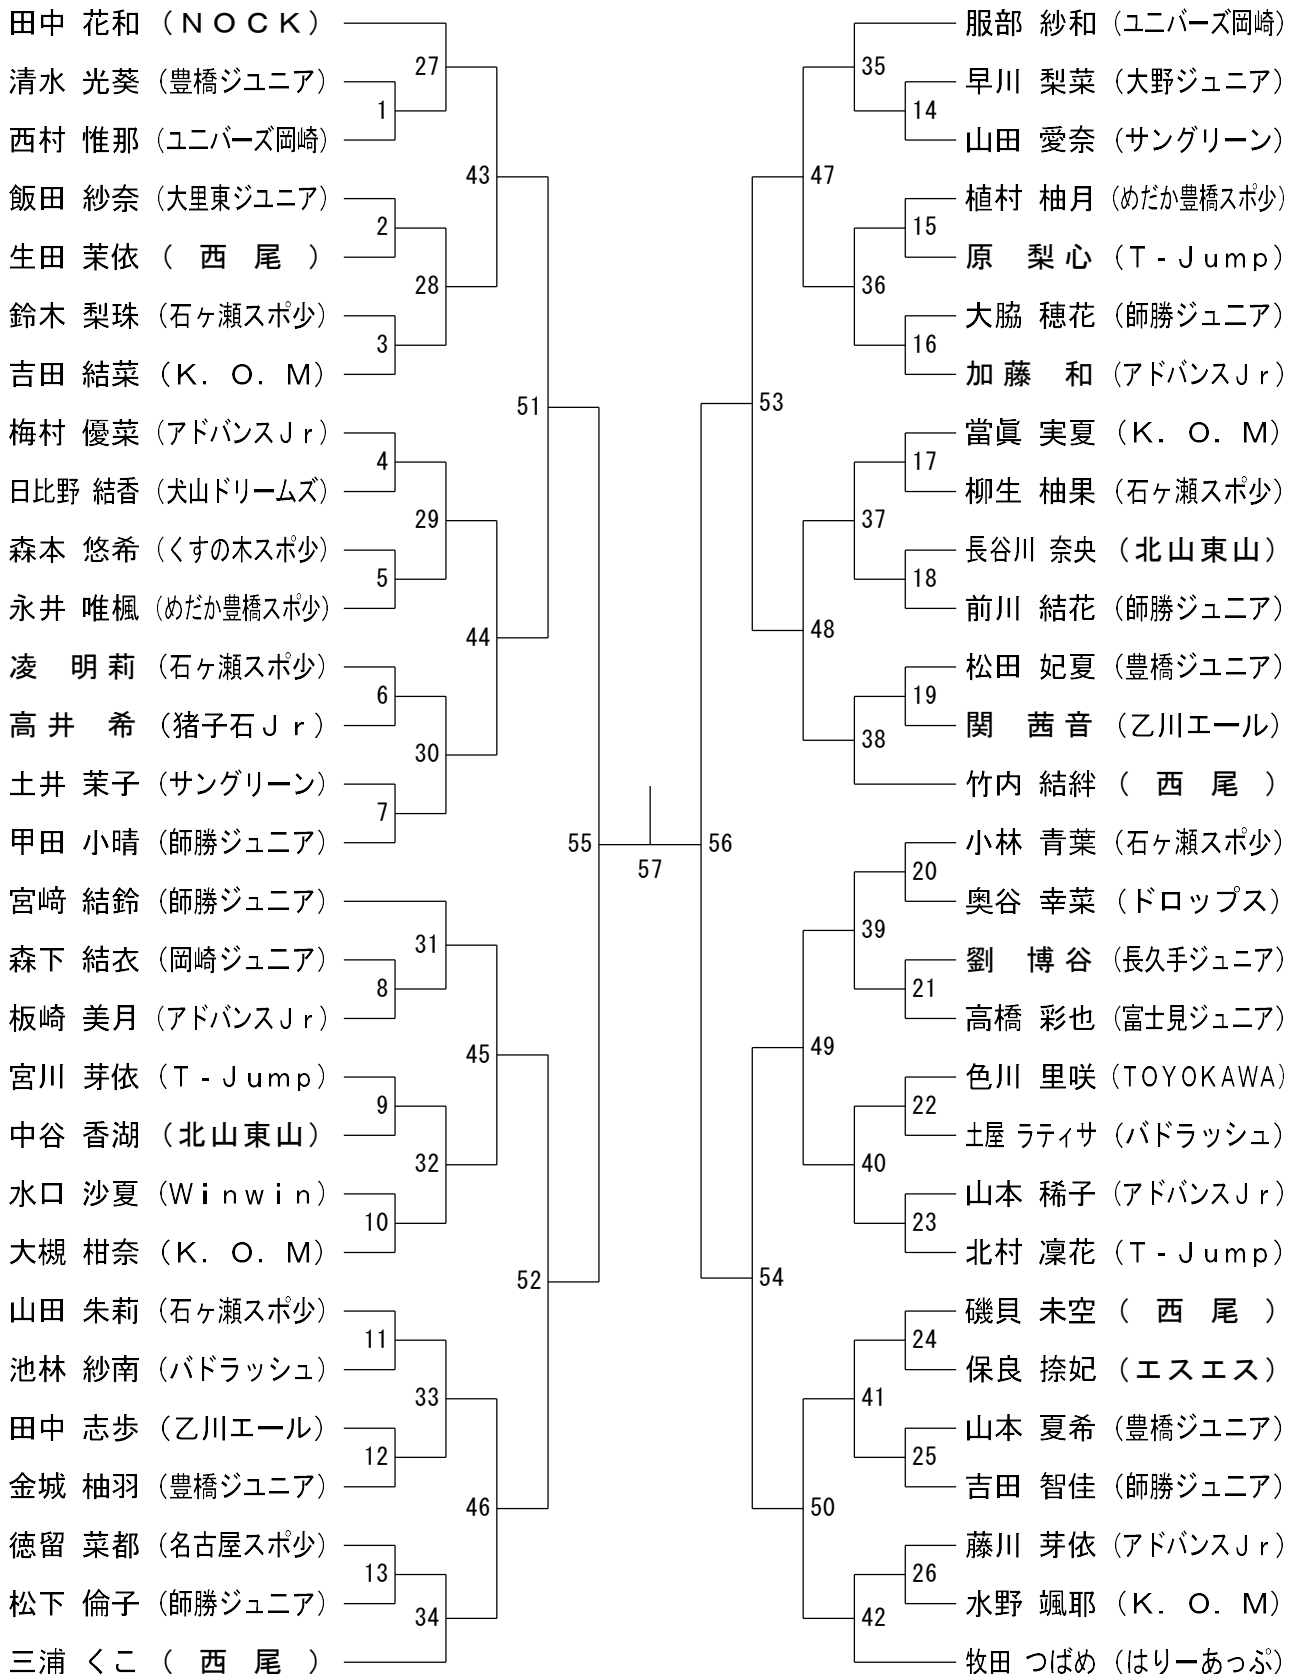 田中 花和 （ＮＯＣＫ）
清水 光葵 （豊橋ジュニア）
西村 惟那 （ユニバーズ岡崎）
飯田 紗奈 （大里東ジュニア）
生田 茉依 （ 西 尾 ）
鈴木 梨珠 （石ヶ瀬スポ少）
吉田 結菜 （Ｋ．Ｏ．Ｍ）
梅村 優菜 （アドバンスＪｒ）
日比野 結香 （犬山ドリームズ）
森本 悠希 （くすの木スポ少）
永井 唯楓 （めだか豊橋スポ少）
凌 明莉 （石ヶ瀬スポ少）
高井 希 （猪子石Ｊｒ）
土井 茉子 （サングリーン）
甲田 小晴 （師勝ジュニア）
宮﨑 結鈴 （師勝ジュニア）
森下 結衣 （岡崎ジュニア）
板崎 美月 （アドバンスＪｒ）
宮川 芽依 （Ｔ-Ｊｕｍｐ）
中谷 香湖 （北山東山）
水口 沙夏 （Ｗｉｎｗｉｎ）
大槻 柑奈 （Ｋ．Ｏ．Ｍ）
山田 朱莉 （石ヶ瀬スポ少）
池林 紗南 （バドラッシュ）
田中 志歩 （乙川エール）
金城 柚羽 （豊橋ジュニア）
徳留 菜都 （名古屋スポ少）
松下 倫子 （師勝ジュニア）
三浦 くこ （ 西 尾 ）
27
1
43
2
28
3
51
4
29
5
44
6
30
7
55
31
8
45
9
32
10
52
11
33
12
46
13
34
57
35
14
47
15
36
16
53
17
37
18
48
19
38
56
20
39
21
49
22
40
23
54
24
41
25
50
26
42
服部 紗和 （ユニバーズ岡崎）
早川 梨菜 （大野ジュニア）
山田 愛奈 （サングリーン）
植村 柚月 （めだか豊橋スポ少）
原 梨心 （Ｔ-Ｊｕｍｐ）
大脇 穂花 （師勝ジュニア）
加藤 和 （アドバンスＪｒ）
當眞 実夏 （Ｋ．Ｏ．Ｍ）
柳生 柚果 （石ヶ瀬スポ少）
長谷川 奈央 （北山東山）
前川 結花 （師勝ジュニア）
松田 妃夏 （豊橋ジュニア）
関 茜音 （乙川エール）
竹内 結絆 （ 西 尾 ）
小林 青葉 （石ヶ瀬スポ少）
奥谷 幸菜 （ドロップス）
劉 博谷 （長久手ジュニア）
高橋 彩也 （富士見ジュニア）
色川 里咲 （TOYOKAWA）
土屋 ラティサ （バドラッシュ）
山本 稀子 （アドバンスＪｒ）
北村 凜花 （Ｔ-Ｊｕｍｐ）
磯貝 未空 （ 西 尾 ）
保良 捺妃 （エスエス）
山本 夏希 （豊橋ジュニア）
吉田 智佳 （師勝ジュニア）
藤川 芽依 （アドバンスＪｒ）
水野 颯耶 （Ｋ．Ｏ．Ｍ）
牧田 つばめ （はりーあっぷ）